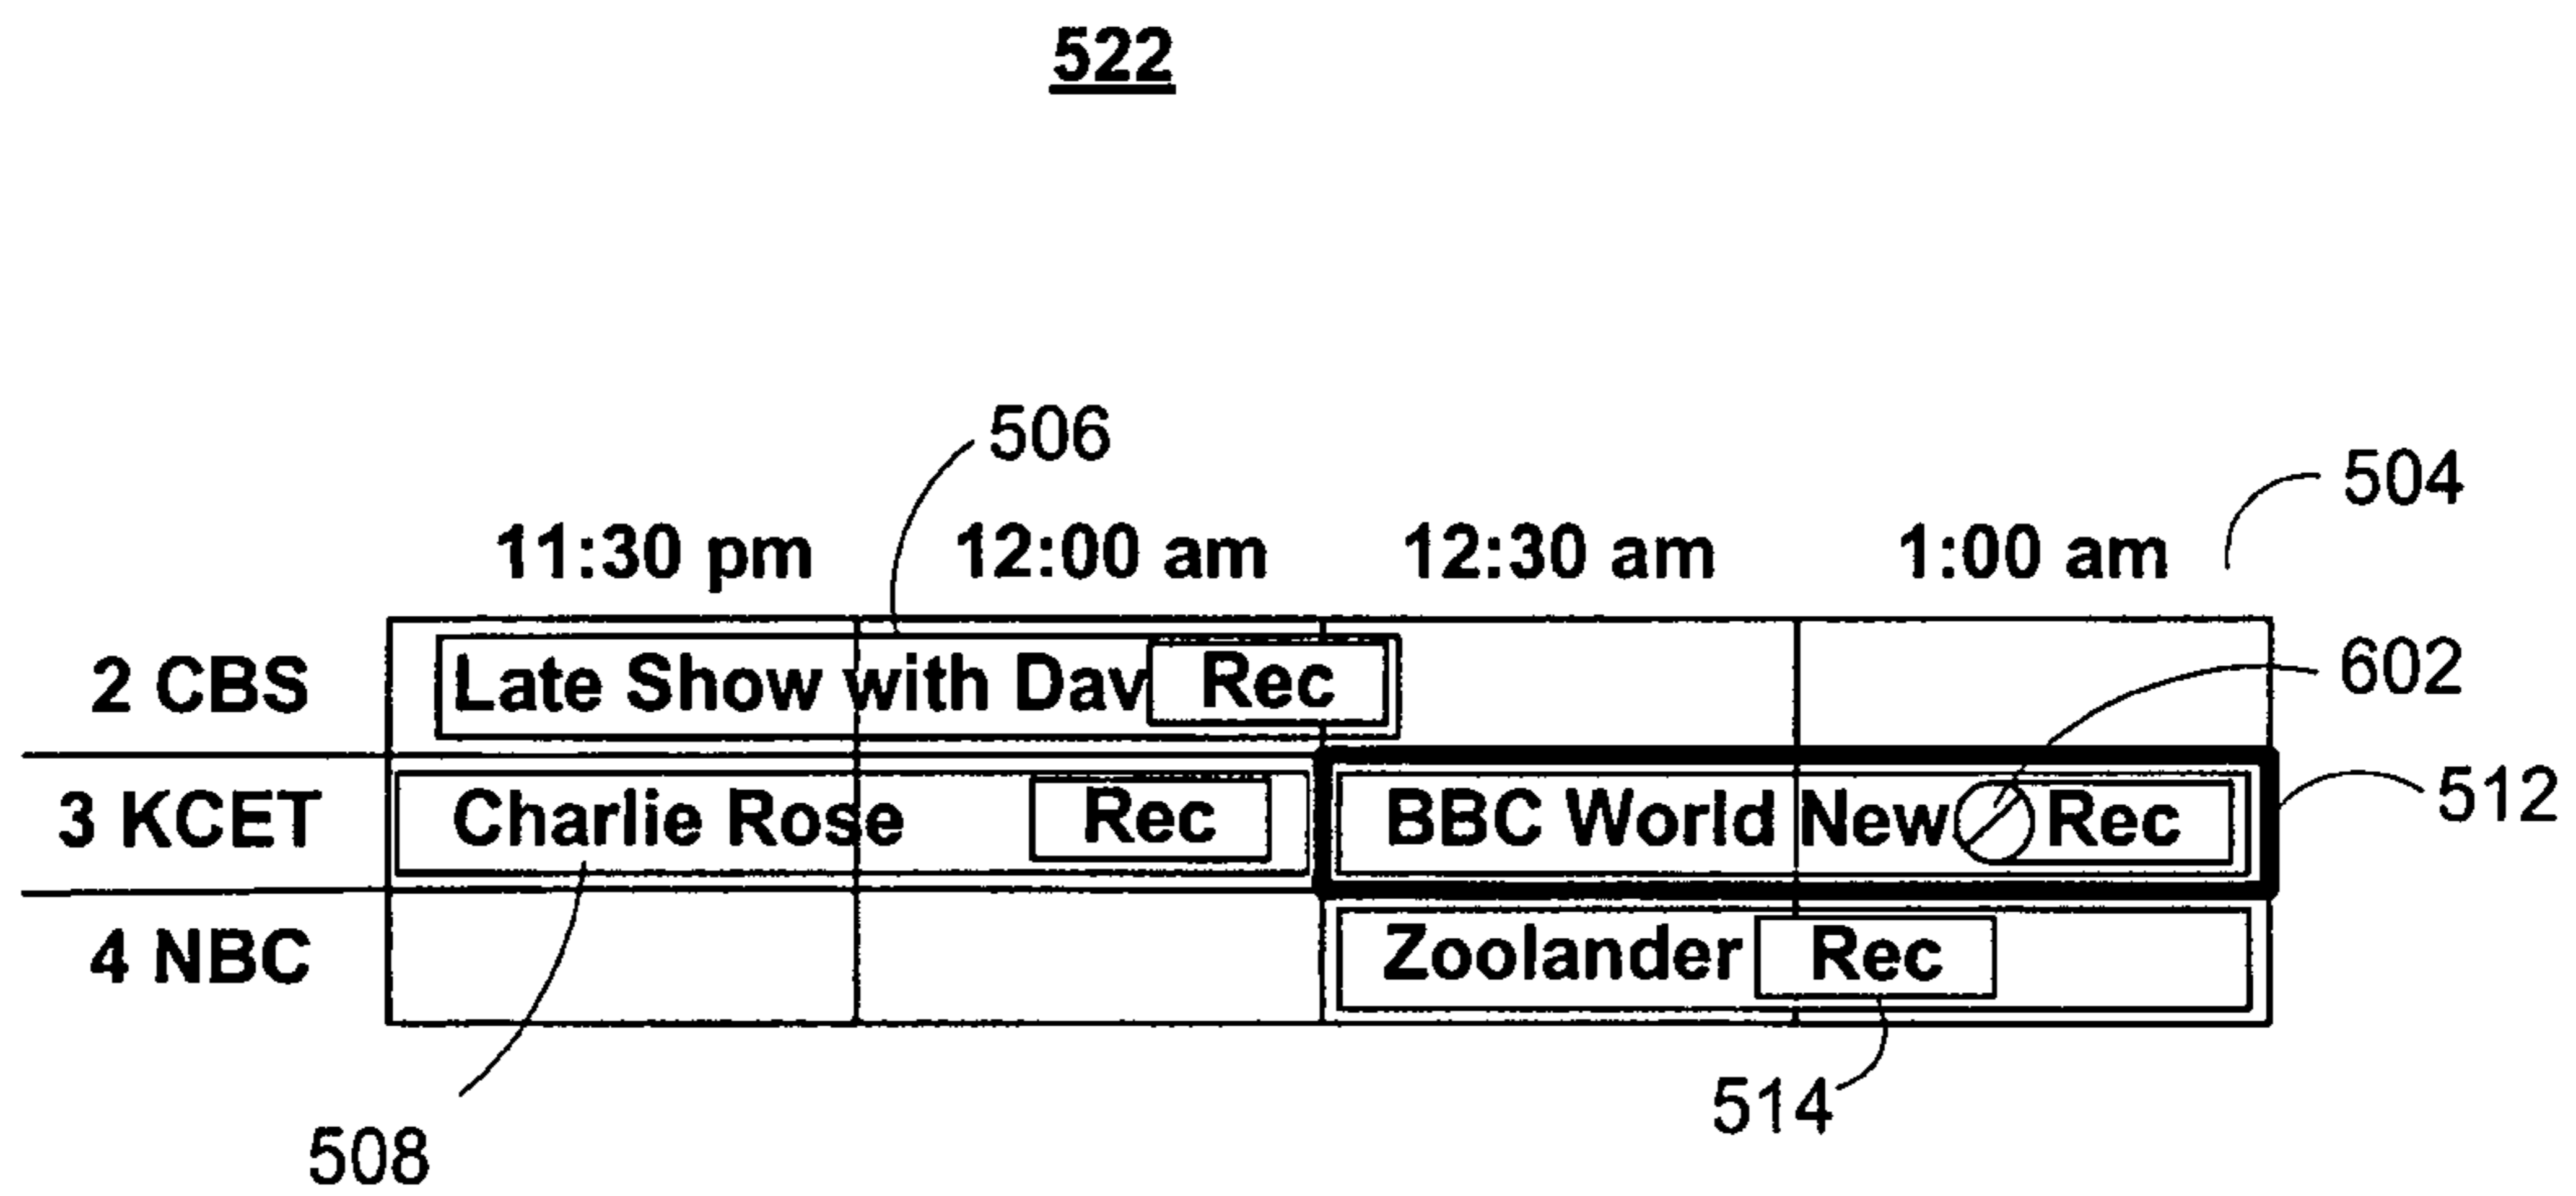 522
506
504
11:30 pm 12:00 am 12:30 am 1:00 am
602
2 CBS Late Show with Dav Rec
3 KCET Charlie Rose Rec BBC World New Rec
512
4 NBC Zoolander Rec
514
508